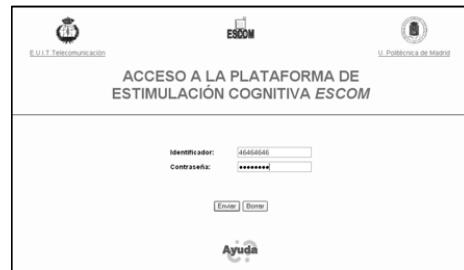 ESCOM
E.U.I.T.Telecomunicación
U. Politécnica de Madrid
ACCESO A LA PLATAFORMA DE
ESTIMULACIÓN COGNITIVA ESCOM
Identificador: 46464646
Contraseña: ••••••••
Enviar Borrar
Ayuda